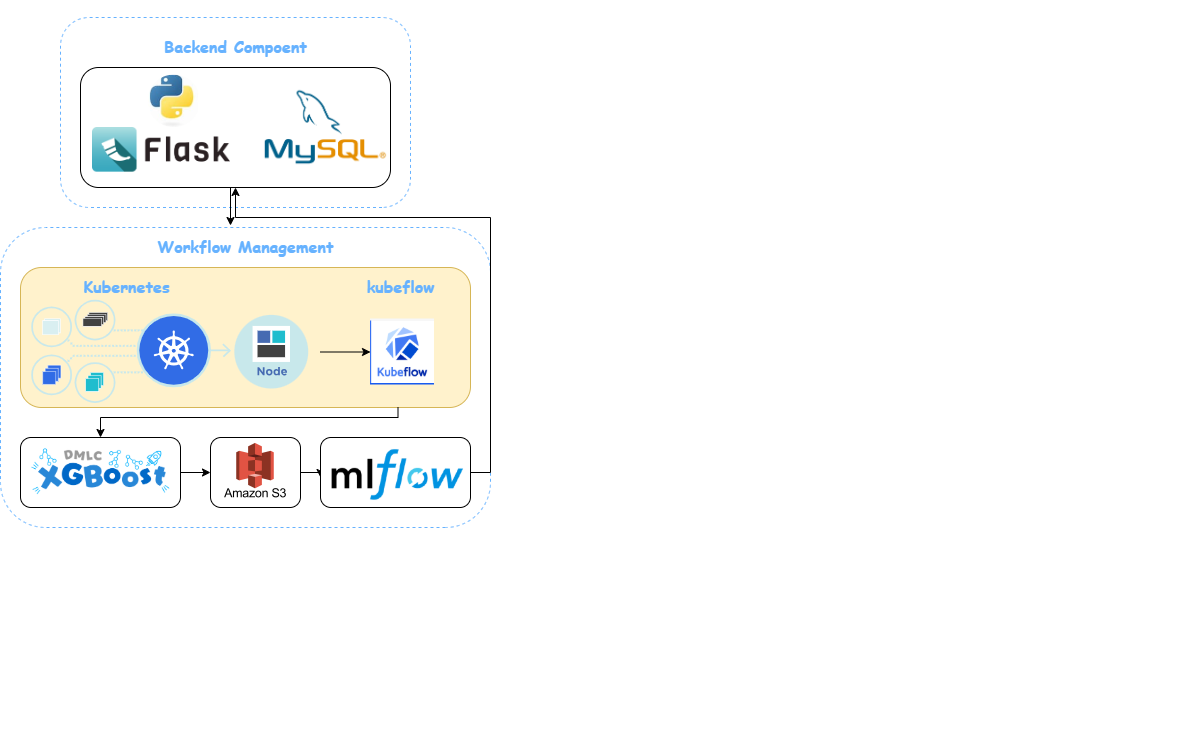 Backend Compoent
Flask
MySQL®
Workflow Management
Kubernetes
kubeflow
Node
Kubeflow
DMLC
XGBoost
Amazon S3
mlflow